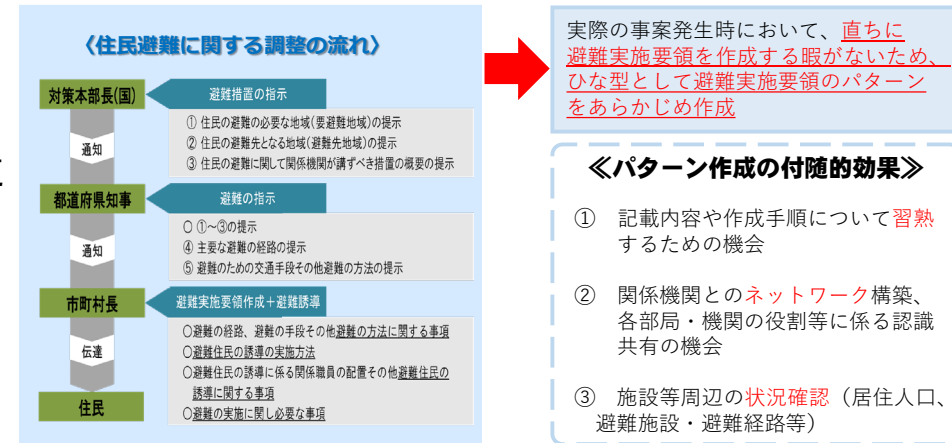 〈住民避難に関する調整の流れ〉
対策本部長(国)
避難措置の指示
① 住民の避難の必要な地域(要避難地域)の提示
② 住民の避難先となる地域(避難先地域)の提示
③ 住民の避難に関して関係機関が講ずべき措置の概要の提示
通知
都道府県知事
避難の指示
〇 ①～③の提示
④ 主要な避難の経路の提示
⑤ 避難のための交通手段その他避難の方法の提示
通知
市町村長
避難実施要領作成＋避難誘導
〇避難の経路、避難の手段その他避難の方法に関する事項
〇避難住民の誘導の実施方法
〇避難住民の誘導に係る関係職員の配置その他避難住民の
誘導に関する事項
〇避難の実施に関し必要な事項
伝達
住民
実際の事案発生時において、直ちに
避難実施要領を作成する暇がないため、
ひな型として避難実施要領のパターン
をあらかじめ作成
≪パターン作成の付随的効果≫
① 記載内容や作成手順について習熟
するための機会
② 関係機関とのネットワーク構築、
各部局・機関の役割等に係る認識
共有の機会
③ 施設等周辺の状況確認（居住人口、
避難施設・避難経路等）